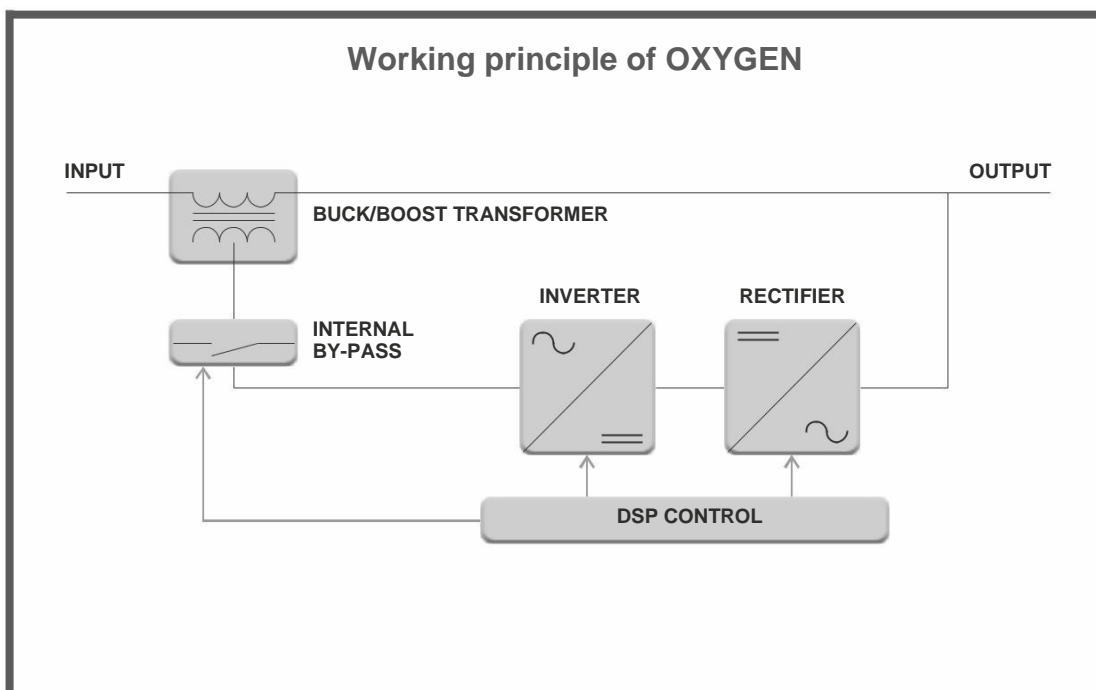 Working principle of OXYGEN
INPUT
OUTPUT
BUCK/BOOST TRANSFORMER
INVERTER
RECTIFIER
INTERNAL
BY-PASS
DSP CONTROL